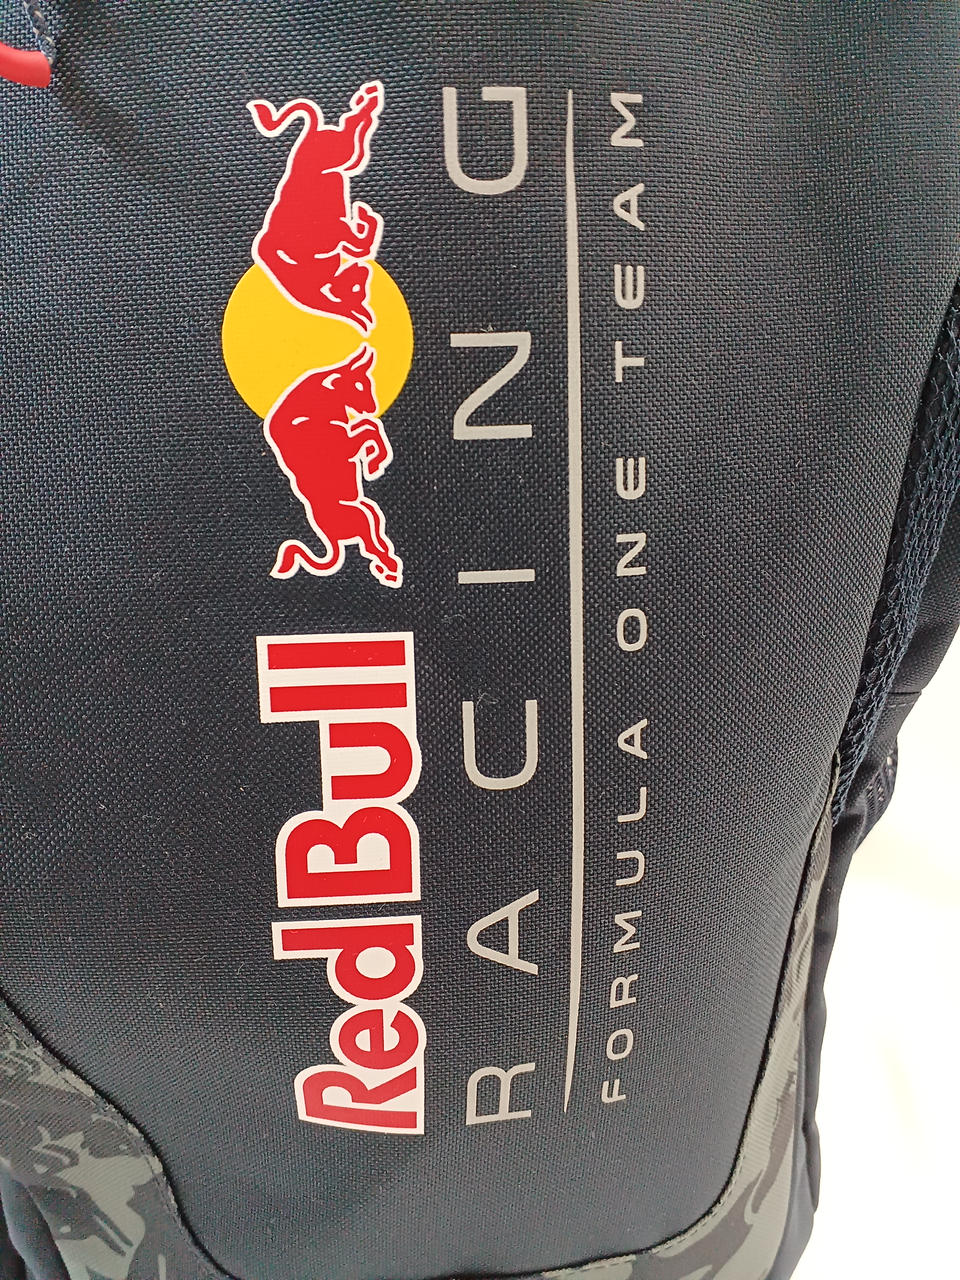 Red Bull
RACING
FORMULA ONE TEAM